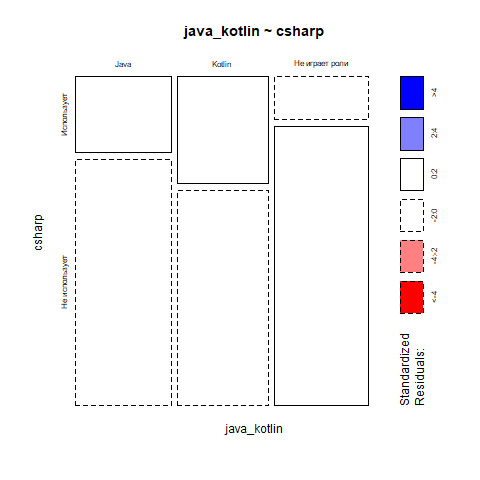 java_kotlin ~ csharp
Java
Kotlin
Не играет роли
Использует
Не использует
csharp
java_kotlin
>4
2:4
0:2
-2:0
-4:-2
<-4
Standardized
Residuals: